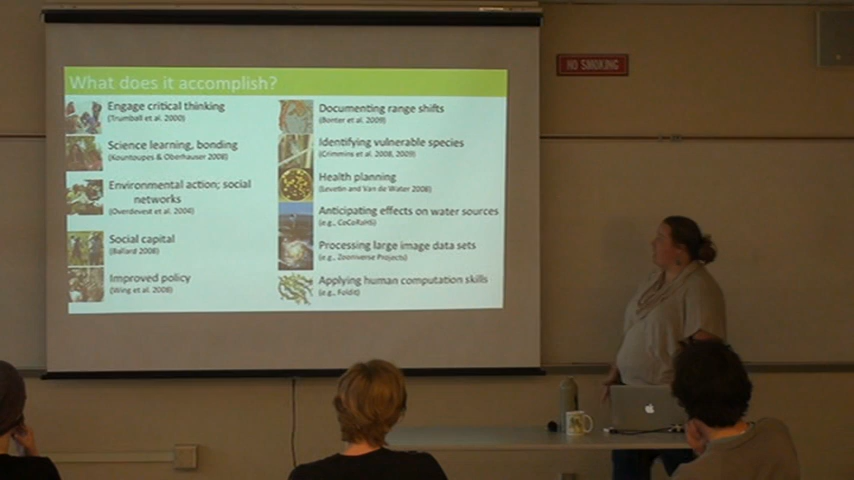 What does it accomplish?
Engage critical thinking
(Trumball et al. 2000)
Science learning, bonding
(Kountoupes & Oberhauser 2008)
Environmental action; social
networks
(Overdevest et al. 2004)
Social capital
(Ballard 2008)
Improved policy
(Wing et al. 2008)
Documenting range shifts
(Bonter et al. 2009)
Identifying vulnerable species
(Crimmins et al. 2008, 2009)
Health planning
(Levetin and Van de Water 2008)
Anticipating effects on water sources
(e.g., CoCoRaHS)
Processing large image data sets
(e.g., Zooniverse Projects)
Applying human computation skills
(e.g., Foldit)
NO SMOKING